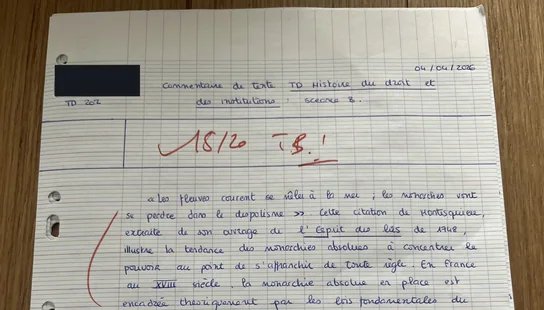 04/04/2026
Commentaire de texte TD Histoire du droit et
TD 202
des institutions : séance 8.
18/20 TB !
« Les fleuves courent se mêler à la mer ; les monarchies vont
se perdre dans le despotisme ». Cette citation de Montesquieu,
extraite de son ouvrage de l'Esprit des lois de 1948,
illustre la tendance des monarchies absolues à concentrer le
pouvoir au point de s'affranchir de toute règle. En France
au XVIII siècle, la monarchie absolue en place est
encadrée théoriquement par les lois fondamentales du